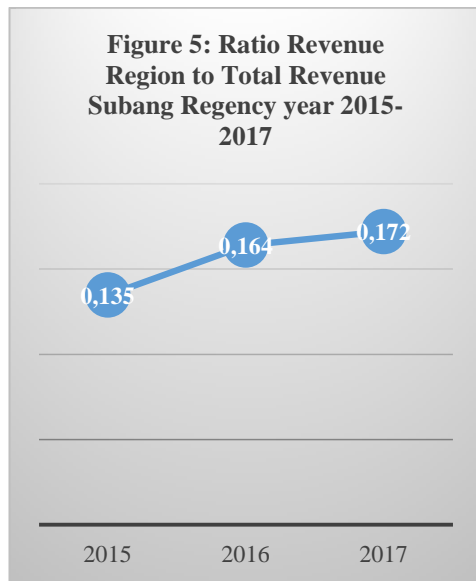 Figure 5: Ratio Revenue
Region to Total Revenue
Subang Regency year 2015-
2017
0,135
0,164
0,172
2015
2016
2017